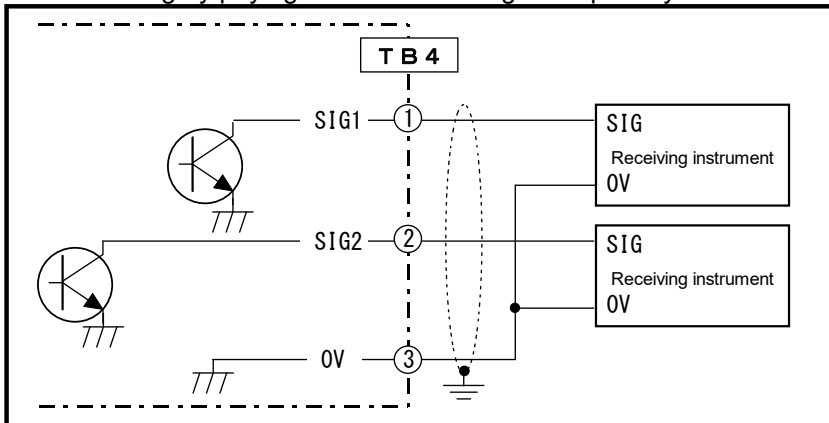 TB4
SIG1 ① SIG
Receiving instrument
0V
SIG2 ② SIG
Receiving instrument
0V
0V ③